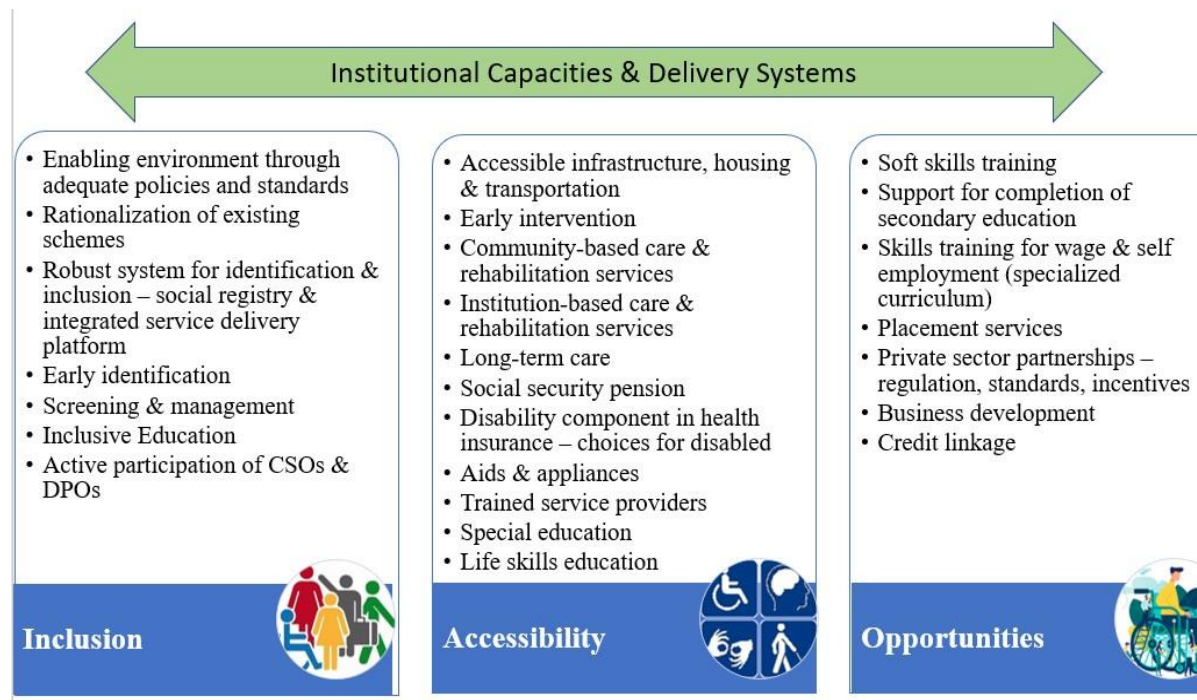 Institutional Capacities & Delivery Systems
• Enabling environment through
adequate policies and standards
• Rationalization of existing
schemes
• Robust system for identification &
inclusion – social registry &
integrated service delivery
platform
• Early identification
• Screening & management
• Inclusive Education
• Active participation of CSOs &
DPOs
Inclusion
• Accessible infrastructure, housing
& transportation
• Early intervention
• Community-based care &
rehabilitation services
• Institution-based care &
rehabilitation services
• Long-term care
• Social security pension
• Disability component in health
insurance – choices for disabled
• Aids & appliances
• Trained service providers
• Special education
• Life skills education
Accessibility
• Soft skills training
• Support for completion of
secondary education
• Skills training for wage & self
employment (specialized
curriculum)
• Placement services
• Private sector partnerships –
regulation, standards, incentives
• Business development
• Credit linkage
Opportunities